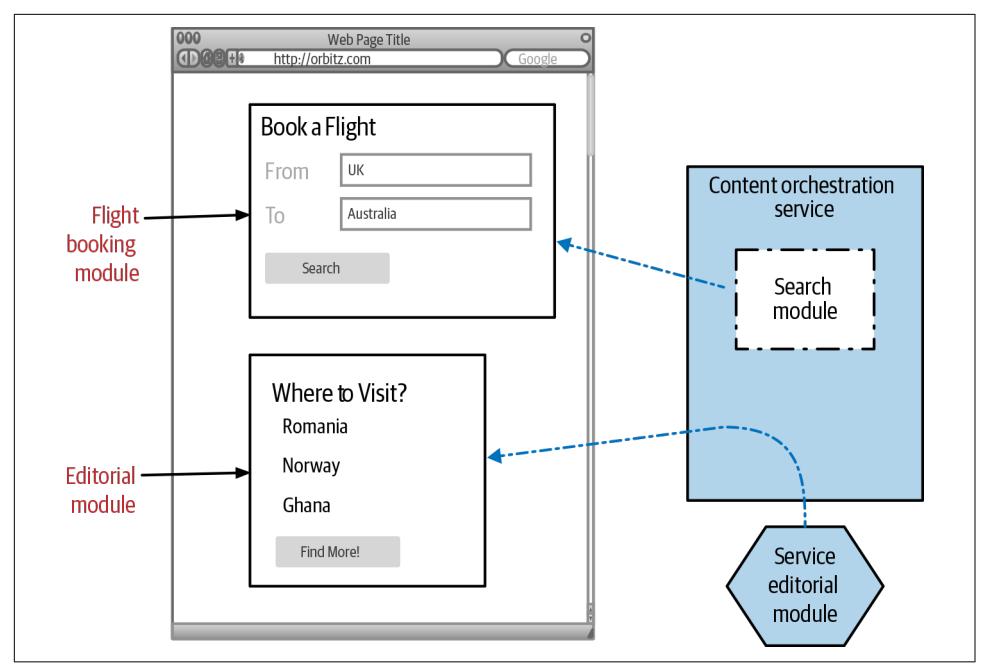 Web Page Title
http://orbitz.com
Google
Book a Flight
From
UK
To
Australia
Search
Flight
booking
module
Where to Visit?
Romania
Norway
Ghana
Find More!
Editorial
module
Content orchestration
service
Search
module
Service
editorial
module